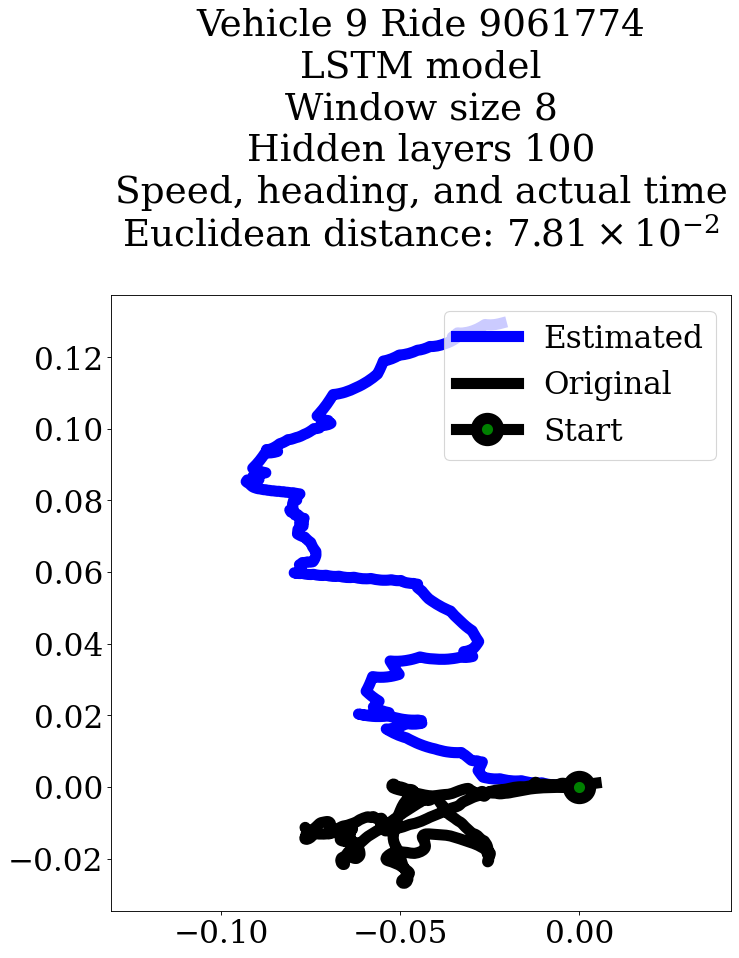 Vehicle 9 Ride 9061774
LSTM model
Window size 8
Hidden layers 100
Speed, heading, and actual time
Euclidean distance: 7.81 × 10⁻²
Estimated
Original
Start
0.12
0.10
0.08
0.06
0.04
0.02
0.00
−0.02
−0.10
−0.05
0.00